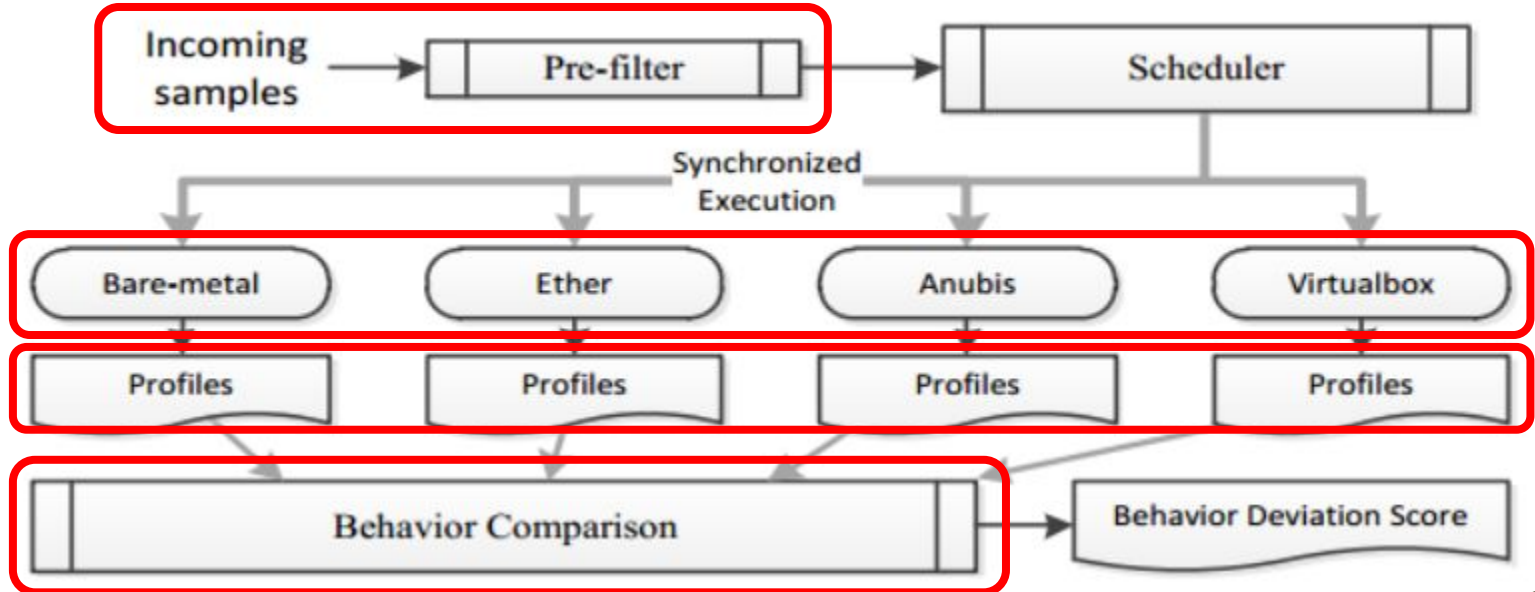 Incoming
samples
Pre-filter
Scheduler
Synchronized
Execution
Bare-metal
Ether
Anubis
Virtualbox
Profiles
Profiles
Profiles
Profiles
Behavior Comparison
Behavior Deviation Score